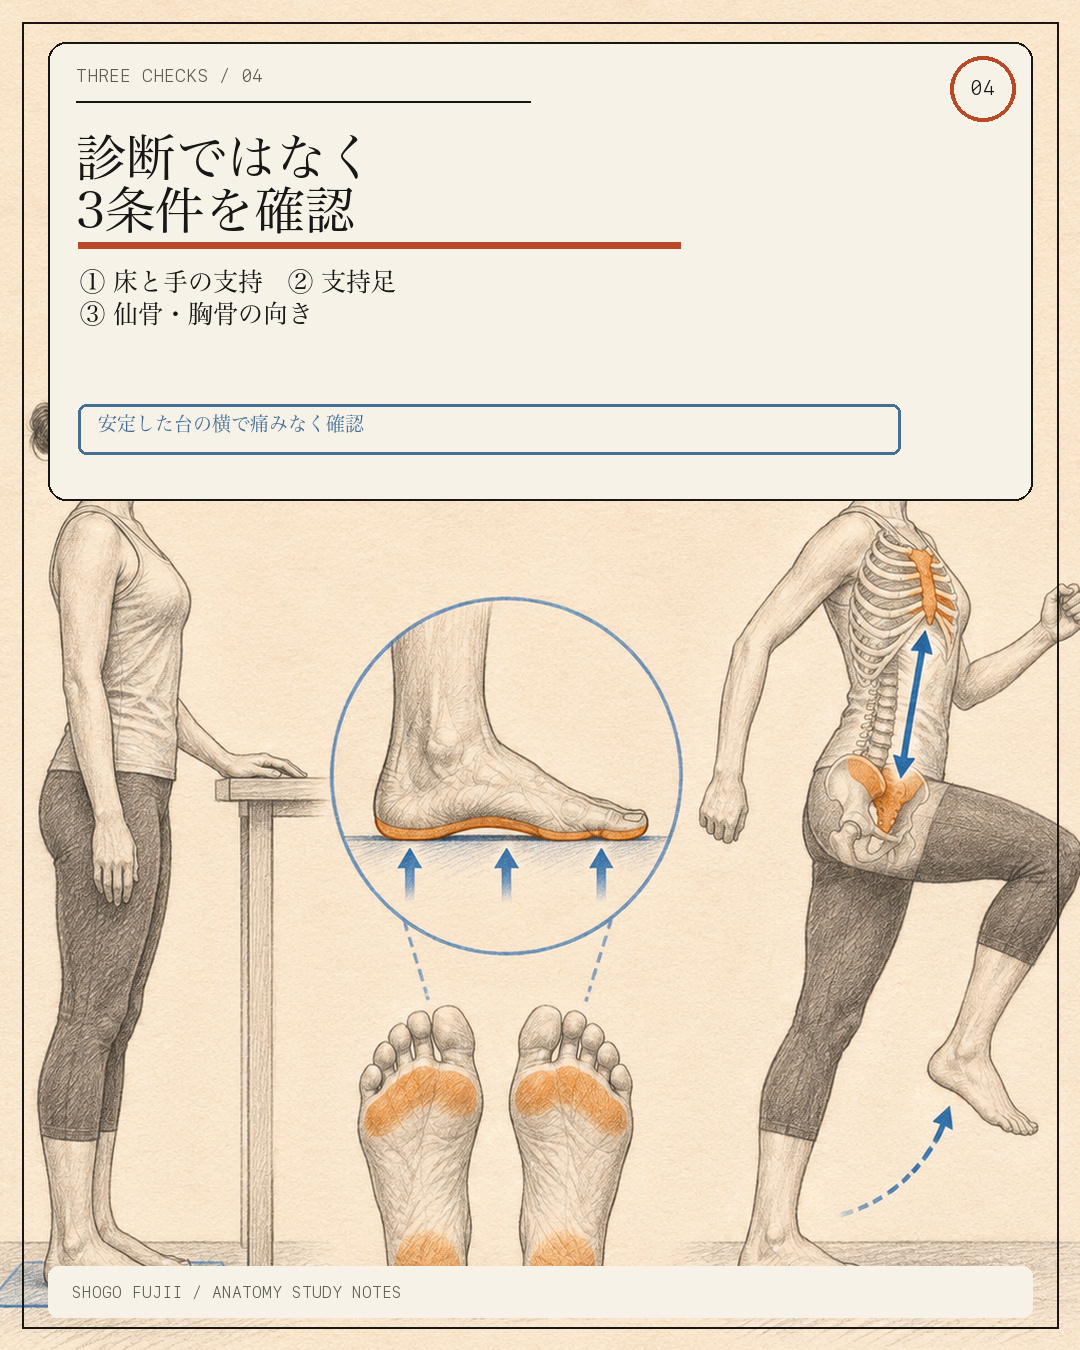 THREE CHECKS / 04
04
診断ではなく
3条件を確認
① 床と手の支持　② 支持足
③ 仙骨・胸骨の向き
安定した台の横で痛みなく確認
SHOGO FUJII / ANATOMY STUDY NOTES